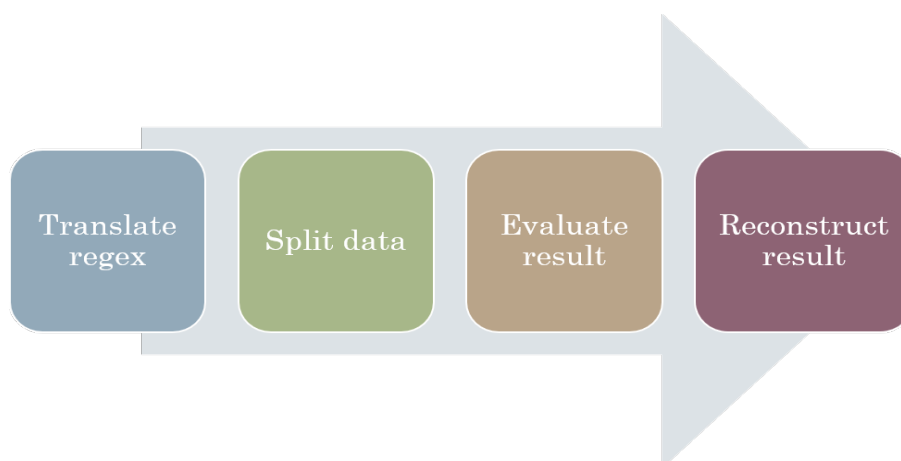 Translate
regex
Split data
Evaluate
result
Reconstruct
result